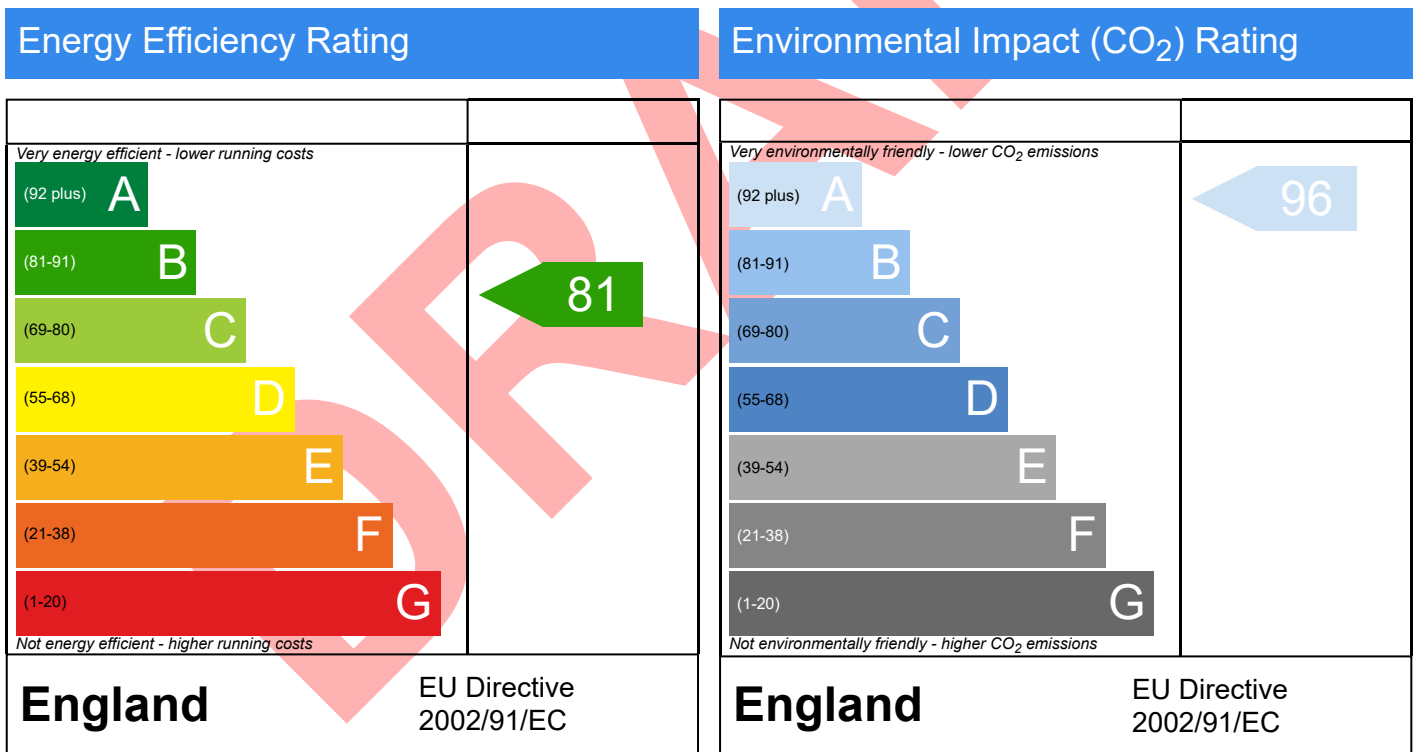 Energy Efficiency Rating
Very energy efficient - lower running costs
(92 plus) A
(81-91) B
(69-80) C
(55-68) D
(39-54) E
(21-38) F
(1-20) G
81
Not energy efficient - higher running costs
England
EU Directive
2002/91/EC
Environmental Impact (CO₂) Rating
Very environmentally friendly - lower CO₂ emissions
(92 plus) A
(81-91) B
(69-80) C
(55-68) D
(39-54) E
(21-38) F
(1-20) G
96
Not environmentally friendly - higher CO₂ emissions
England
EU Directive
2002/91/EC
DRA